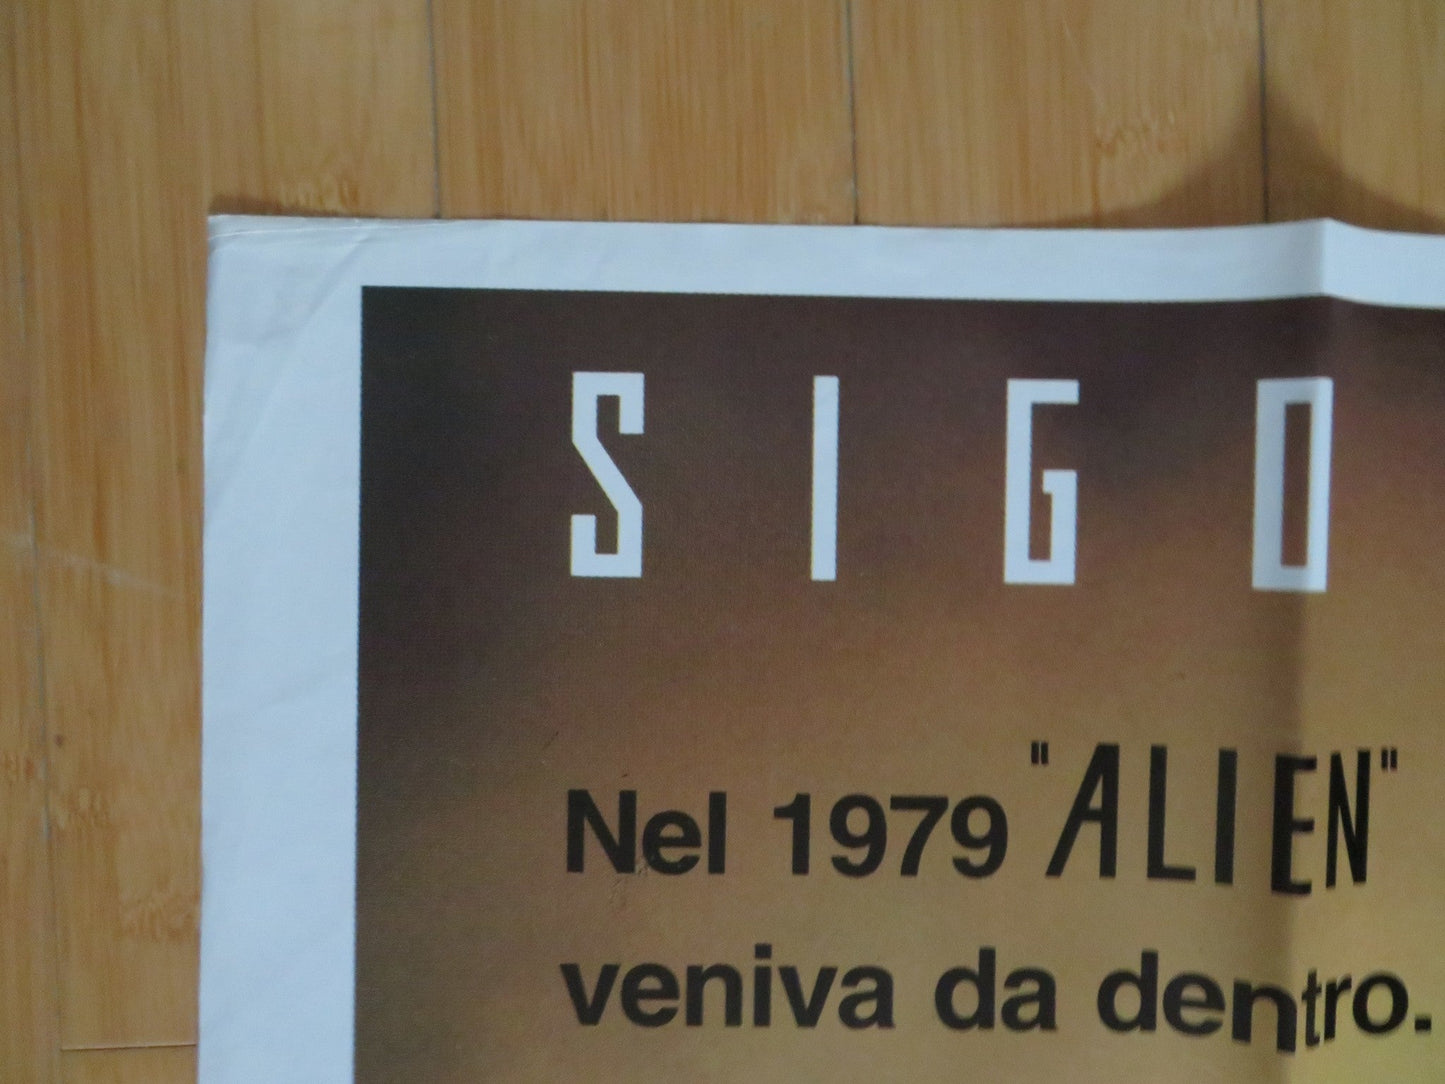 SIGO
Nel 1979 "ALIEN"
veniva da dentro.